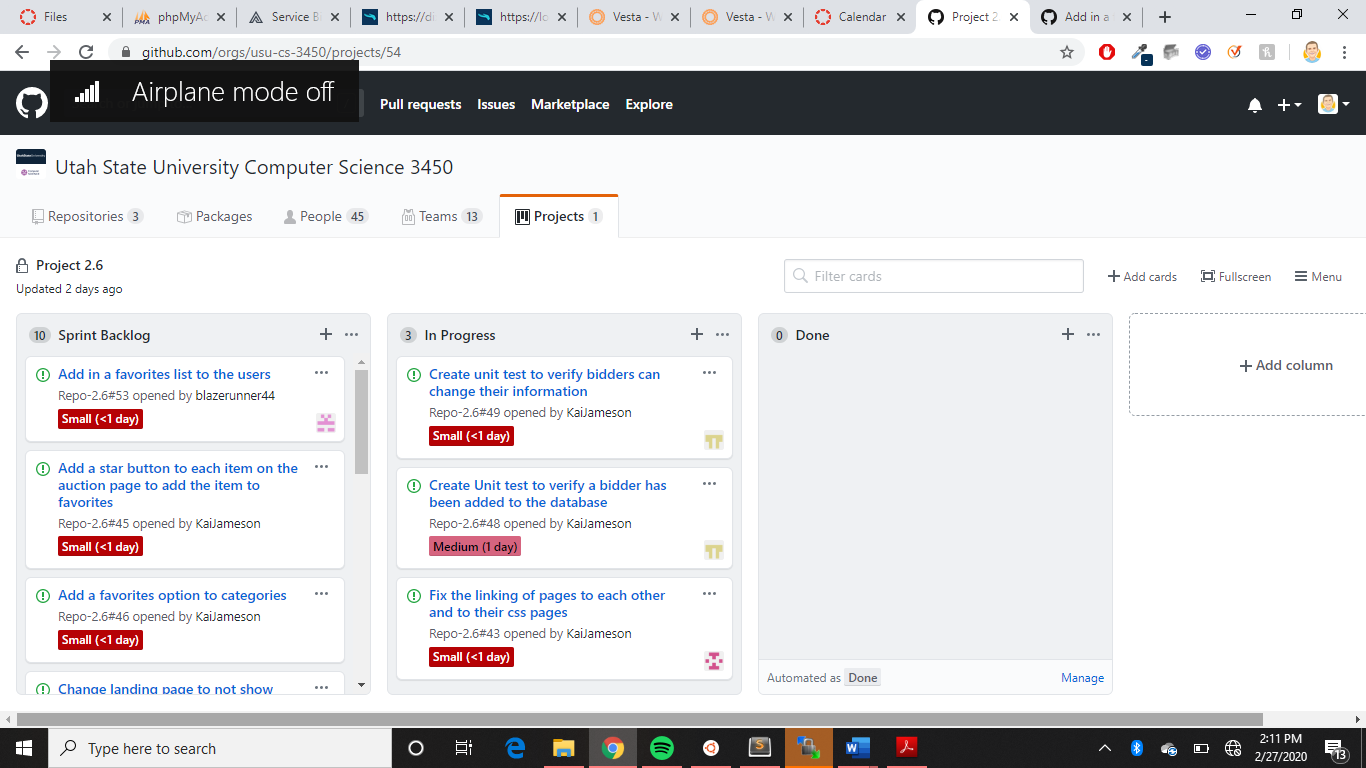 Files
phpMyAc
Service B
https://di
https://lo
Vesta - W
Vesta - W
Calendar
Project 2
Add in a
github.com/orgs/usu-cs-3450/projects/54
Airplane mode off
Pull requests
Issues
Marketplace
Explore
Utah State University Computer Science 3450
Repositories 3
Packages
People 45
Teams 13
Projects 1
Project 2.6
Updated 2 days ago
Filter cards
Add cards
Fullscreen
Menu
10 Sprint Backlog
Add in a favorites list to the users
Repo-2.6#53 opened by blazerunner44
Small (<1 day)
Add a star button to each item on the
auction page to add the item to
favorites
Repo-2.6#45 opened by KaiJameson
Small (<1 day)
Add a favorites option to categories
Repo-2.6#46 opened by KaiJameson
Small (<1 day)
Change landing page to not show
3 In Progress
Create unit test to verify bidders can
change their information
Repo-2.6#49 opened by KaiJameson
Small (<1 day)
Create Unit test to verify a bidder has
been added to the database
Repo-2.6#48 opened by KaiJameson
Medium (1 day)
Fix the linking of pages to each other
and to their css pages
Repo-2.6#43 opened by KaiJameson
Small (<1 day)
0 Done
Automated as Done
Manage
Add column
Type here to search
2:11 PM
2/27/2020
13